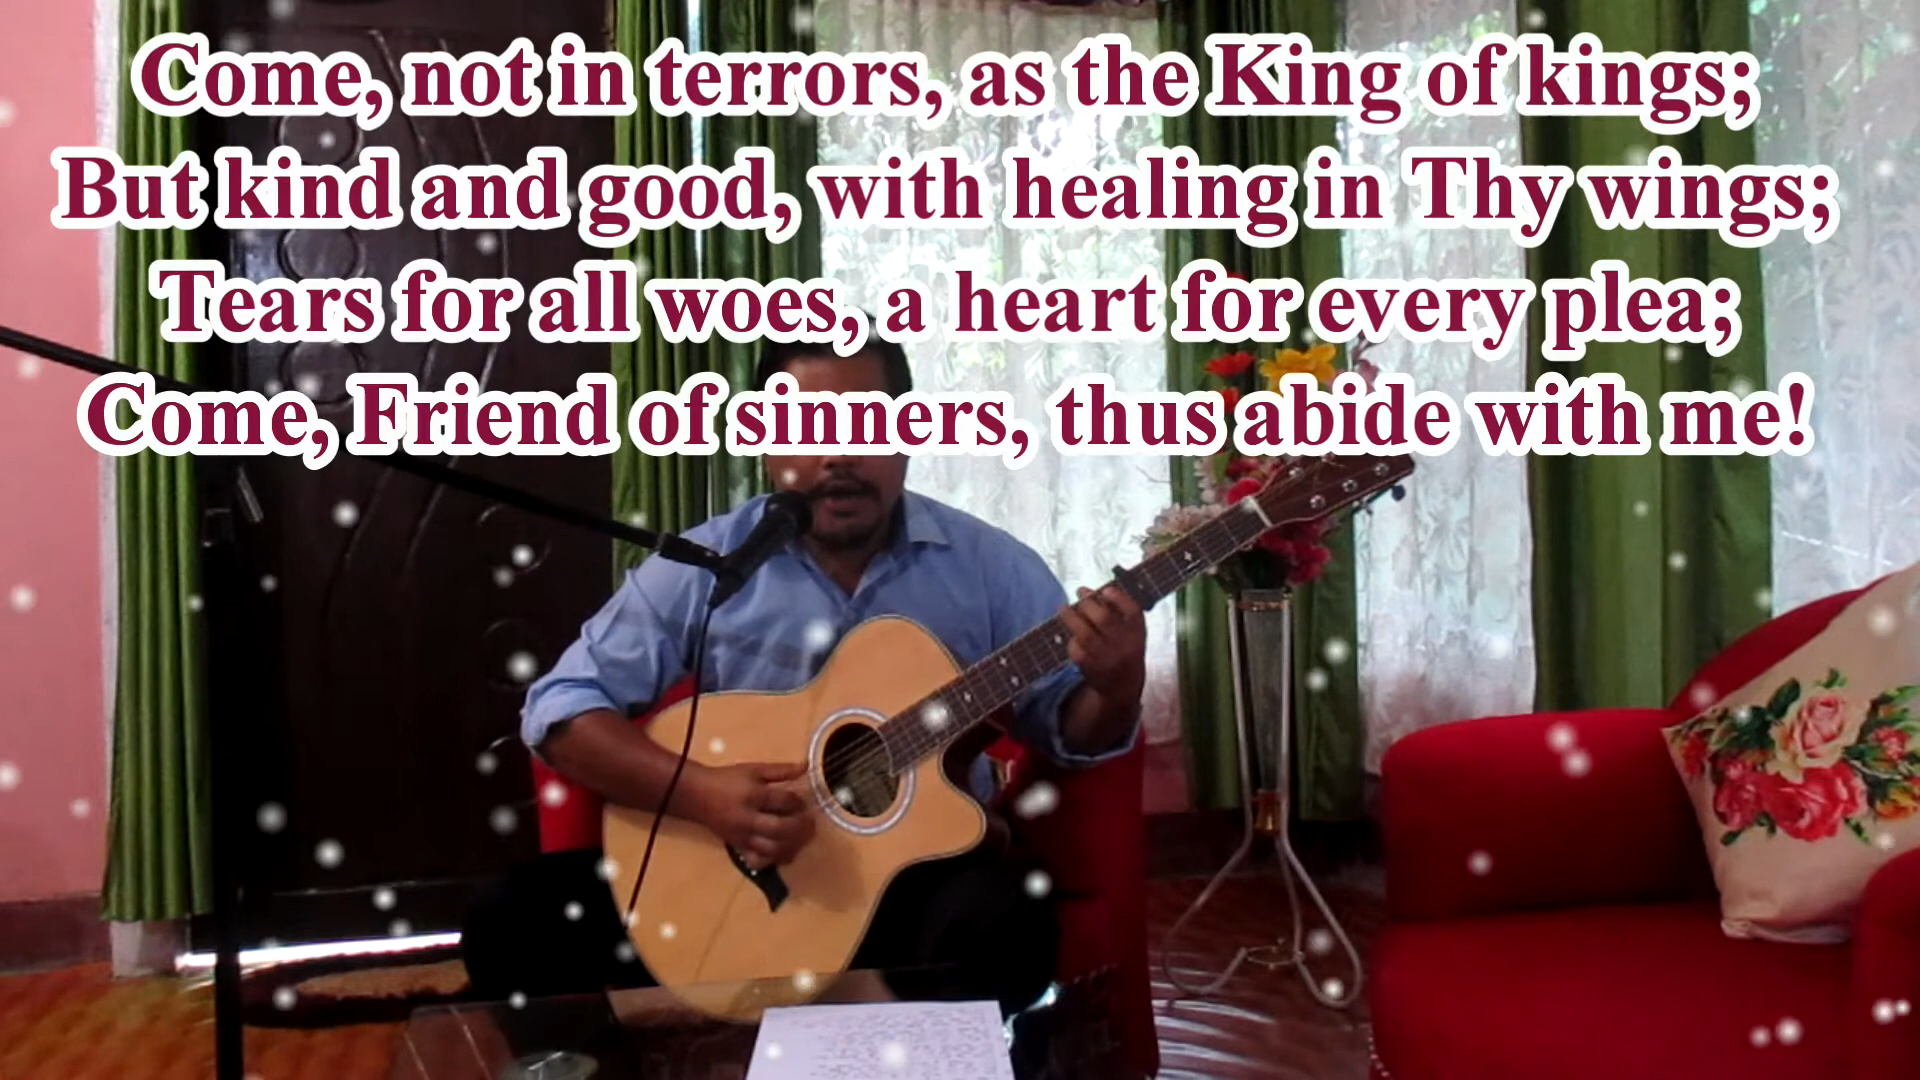 Come, not in terrors, as the King of kings;
But kind and good, with healing in Thy wings;
Tears for all woes, a heart for every plea;
Come, Friend of sinners, thus abide with me!